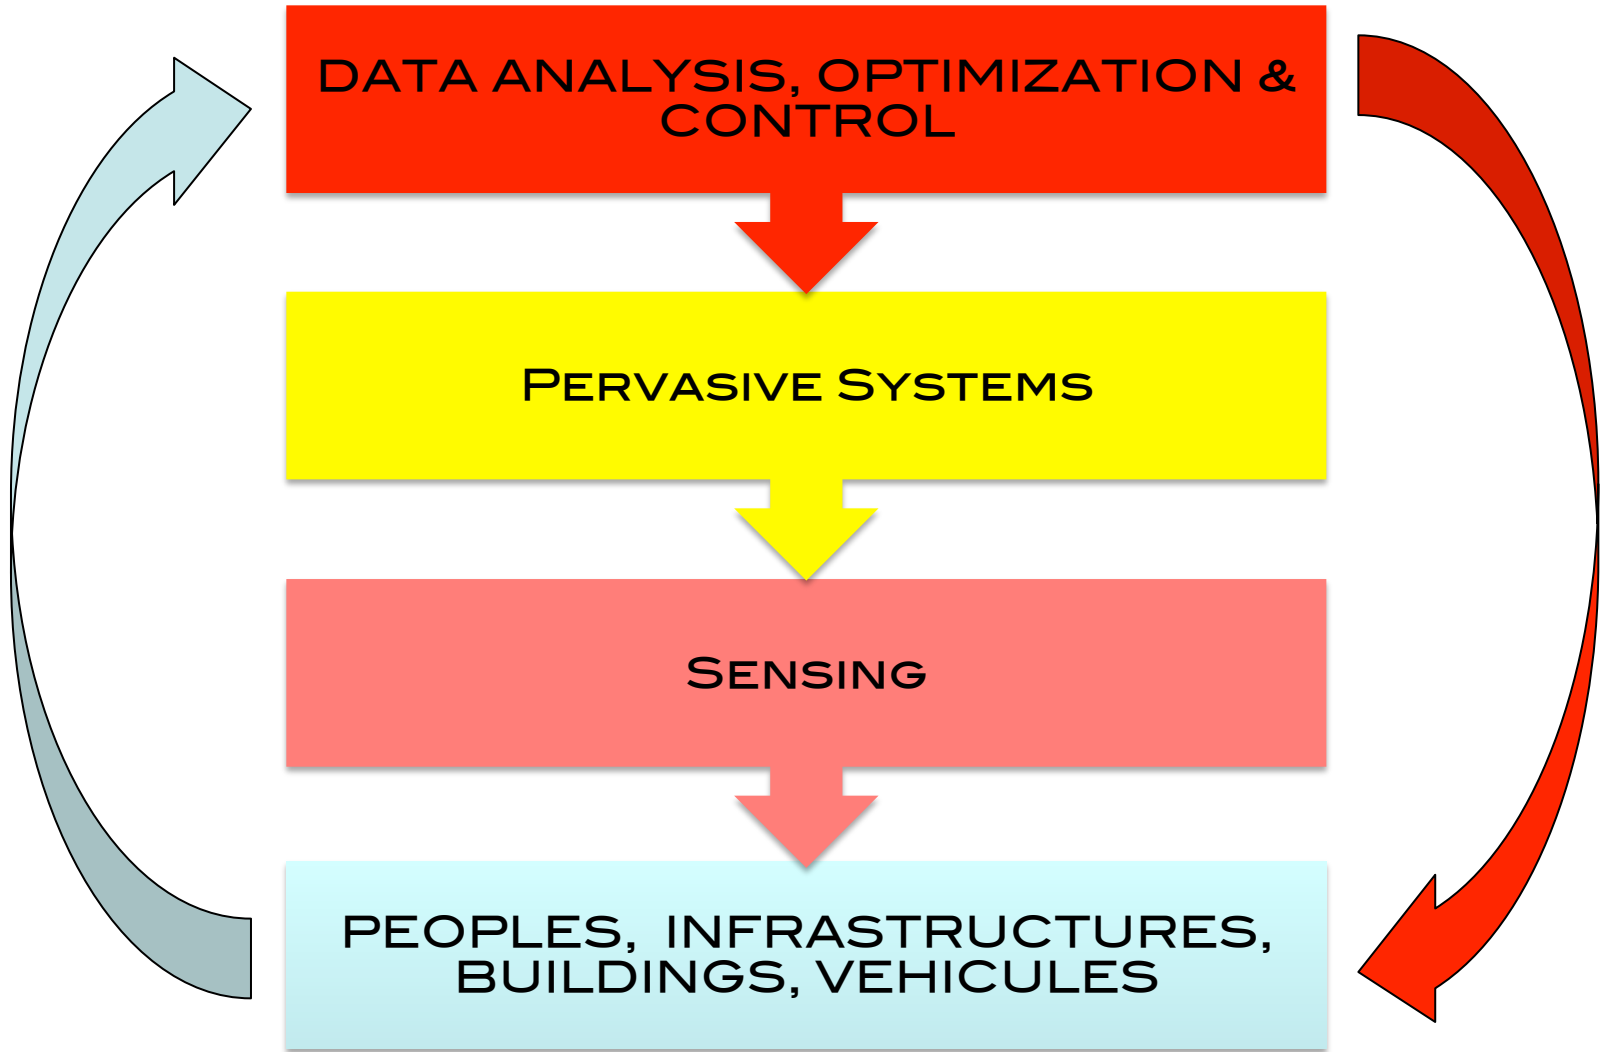 DATA ANALYSIS, OPTIMIZATION &
CONTROL
Pervasive Systems
Sensing
PEOPLES, INFRASTRUCTURES,
BUILDINGS, VEHICULES